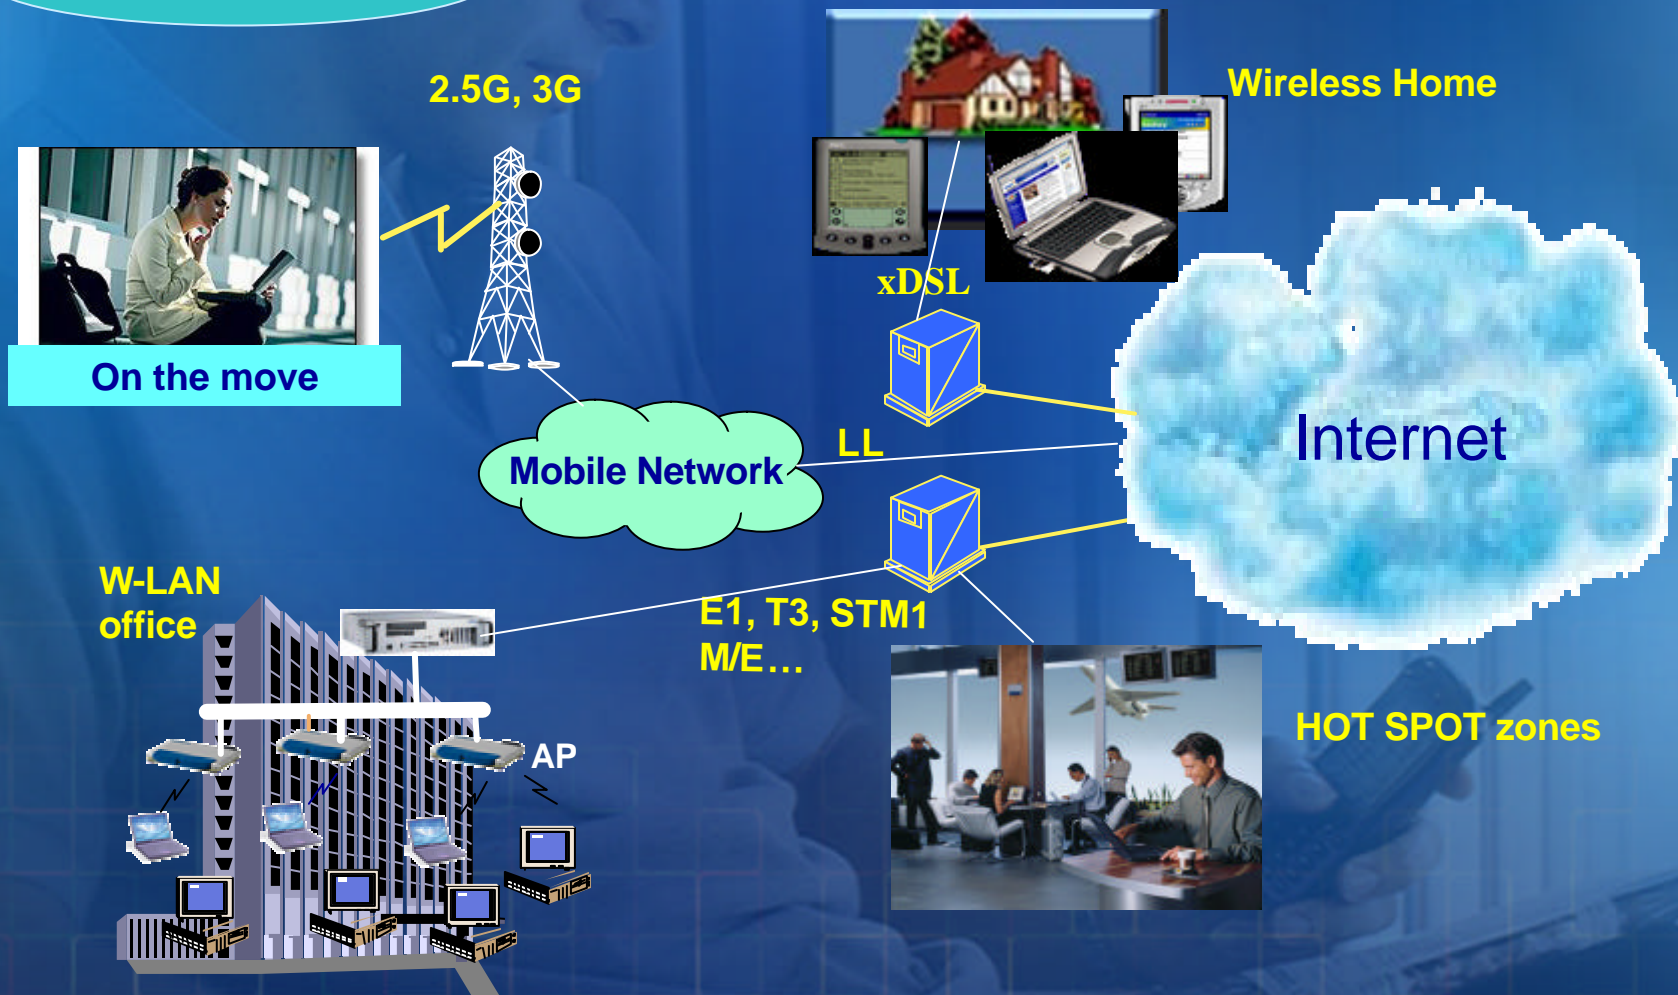 2.5G, 3G
Wireless Home
On the move
xDSL
LL
Mobile Network
Internet
W-LAN
office
E1, T3, STM1
M/E...
AP
HOT SPOT zones